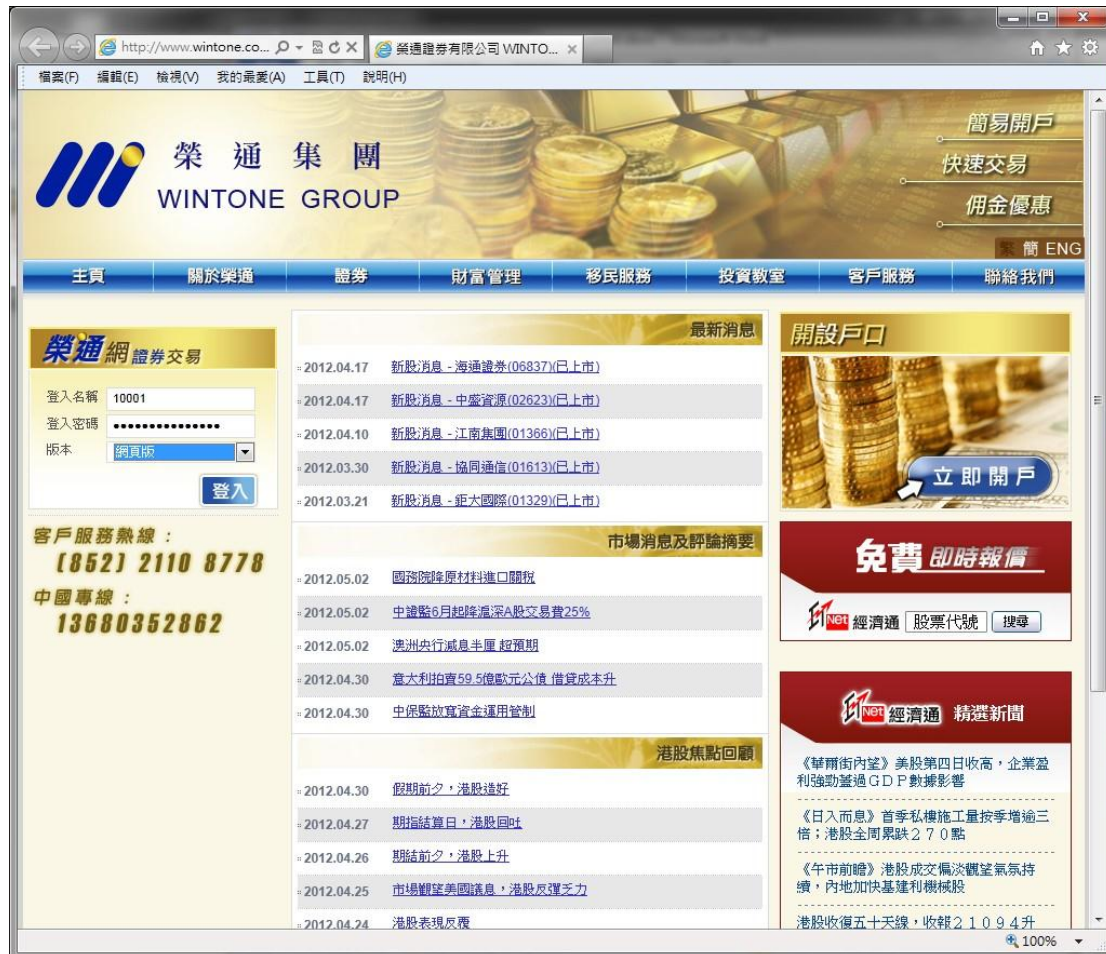 http://www.wintone.co...
榮通證券有限公司 WINTO...
檔案(F) 編輯(E) 檢視(V) 我的最愛(A) 工具(T) 說明(H)
榮通集團
WINTONE GROUP
簡易開戶
快速交易
佣金優惠
繁 簡 ENG
主頁 關於榮通 證券 財富管理 移民服務 投資教室 客戶服務 聯絡我們
榮通網證券交易
登入名稱 10001
登入密碼 •••••••••••••••
版本 網頁版
登入
客戶服務熱線：
(852) 2110 8778
中國專線：
13680352862
最新消息
2012.04.17 新股消息 - 海通證券(06837)(已上市)
2012.04.17 新股消息 - 中盛資源(02623)(已上市)
2012.04.10 新股消息 - 江南集團(01366)(已上市)
2012.03.30 新股消息 - 協同通信(01613)(已上市)
2012.03.21 新股消息 - 鉅大國際(01329)(已上市)
市場消息及評論摘要
2012.05.02 國務院降原材料進口關稅
2012.05.02 中證監6月起降滬深A股交易費25%
2012.05.02 澳洲央行減息半厘 超預期
2012.04.30 意大利拍賣59.5億歐元公債 借貸成本升
2012.04.30 中保監放寬資金運用管制
港股焦點回顧
2012.04.30 假期前夕，港股造好
2012.04.27 期指結算日，港股回吐
2012.04.26 期結前夕，港股上升
2012.04.25 市場觀望美國議息，港股反彈乏力
2012.04.24 港股表現反覆
開設戶口
立即開戶
免費即時報價
Net 經濟通 股票代號 搜尋
Net 經濟通 精選新聞
《華爾街內望》美股第四日收高，企業盈
利強勁蓋過ＧＤＰ數據影響
《日入而息》首季私樓施工量按季增逾三
倍；港股全周累跌２７０點
《午市前瞻》港股成交偏淡觀望氣氛持
續，內地加快基建利機械股
港股收復五十天線，收報２１０９４升
100%